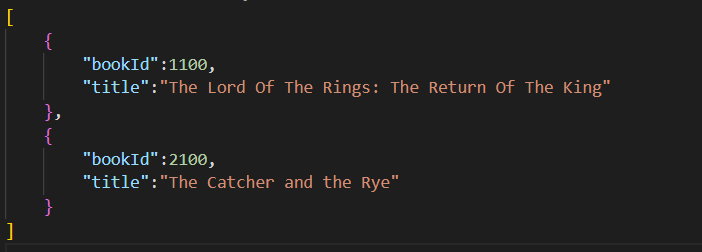 [
    {
        "bookId":1100,
        "title":"The Lord Of The Rings: The Return Of The King"
    },
    {
        "bookId":2100,
        "title":"The Catcher and the Rye"
    }
]